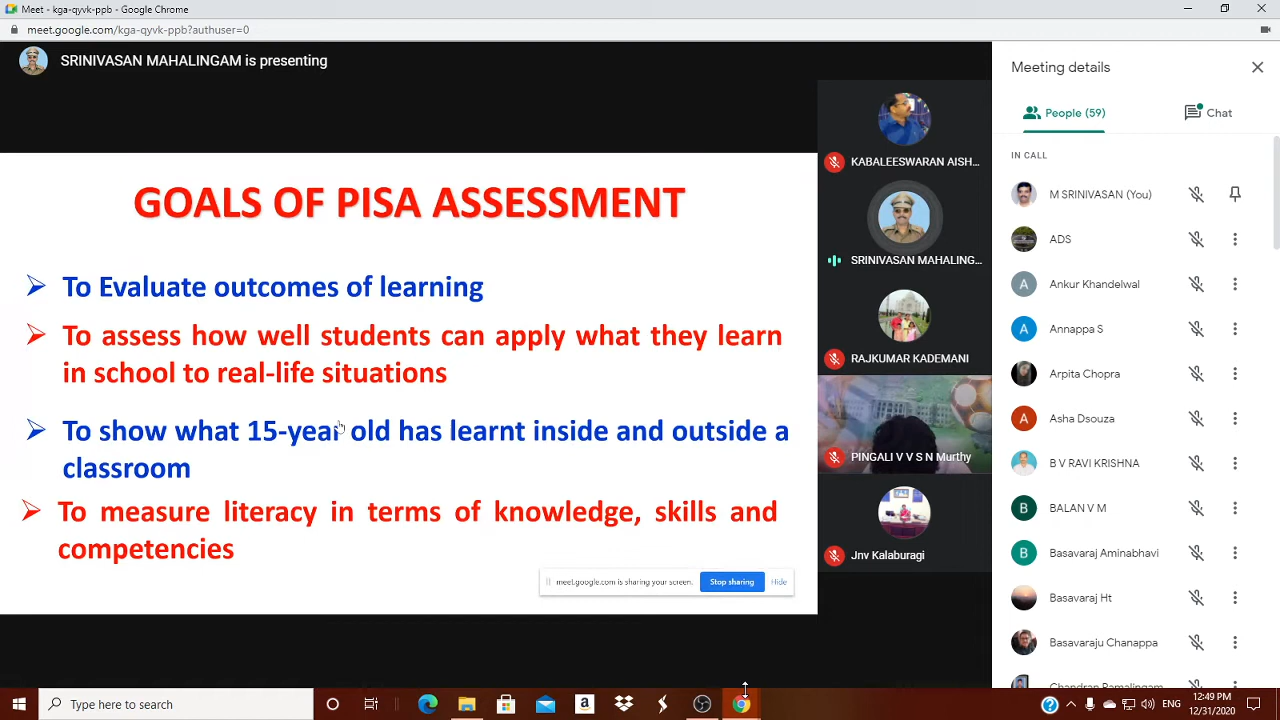 Meet - kga-qyvk-ppb - Google Chrome
meet.google.com/kga-qyvk-ppb?authuser=0
SRINIVASAN MAHALINGAM is presenting
GOALS OF PISA ASSESSMENT
To Evaluate outcomes of learning
To assess how well students can apply what they learn
in school to real-life situations
To show what 15-year old has learnt inside and outside a
classroom
To measure literacy in terms of knowledge, skills and
competencies
meet.google.com is sharing your screen.
Stop sharing
Hide
KABALEESWARAN AISH...
SRINIVASAN MAHALING...
RAJKUMAR KADEMANI
PINGALI V V S N Murthy
Jnv Kalaburagi
Meeting details
People (59)
Chat
IN CALL
M SRINIVASAN (You)
ADS
A
Ankur Khandelwal
A
Annappa S
Arpita Chopra
A
Asha Dsouza
B V RAVI KRISHNA
B
BALAN V M
B
Basavaraj Aminabhavi
Basavaraj Ht
Basavaraju Chanappa
Chandran Ramalingam
Type here to search
a
?
ENG
12:49 PM
12/31/2020